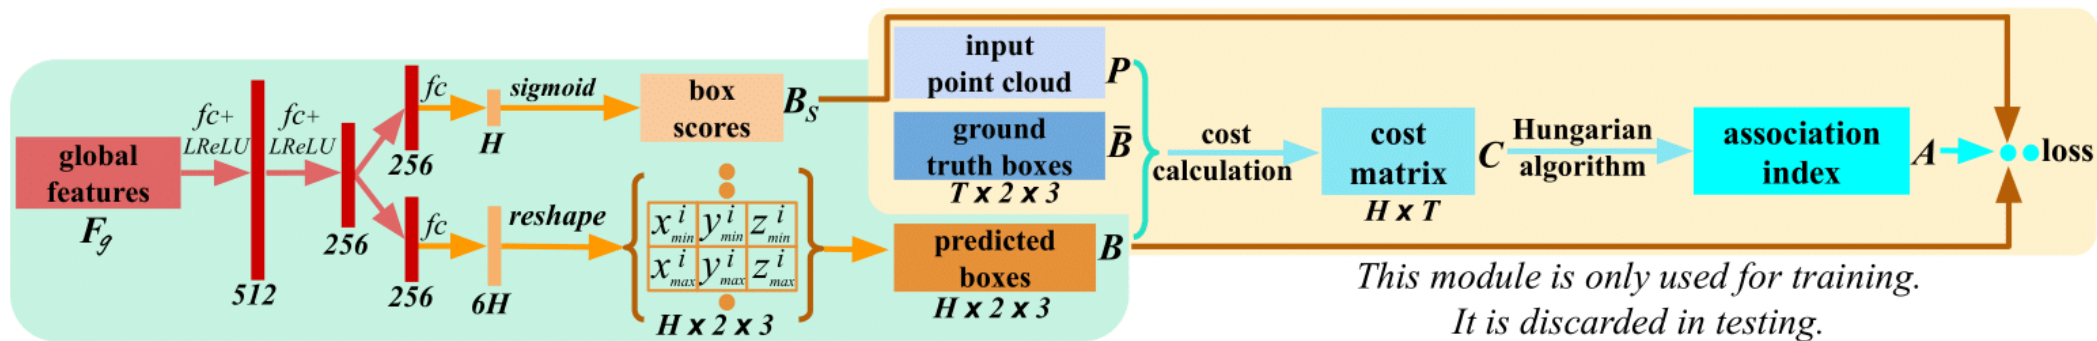 global
features
F_g
fc+
LReLU
512
fc+
LReLU
256
256
fc
H
sigmoid
box
scores
B_S
256
fc
6H
reshape
x^i_min y^i_min z^i_min
x^i_max y^i_max z^i_max
H x 2 x 3
predicted
boxes
B
H x 2 x 3
input
point cloud
P
ground
truth boxes
B̄
T x 2 x 3
cost
calculation
cost
matrix
C
H x T
Hungarian
algorithm
association
index
A
loss
This module is only used for training.
It is discarded in testing.